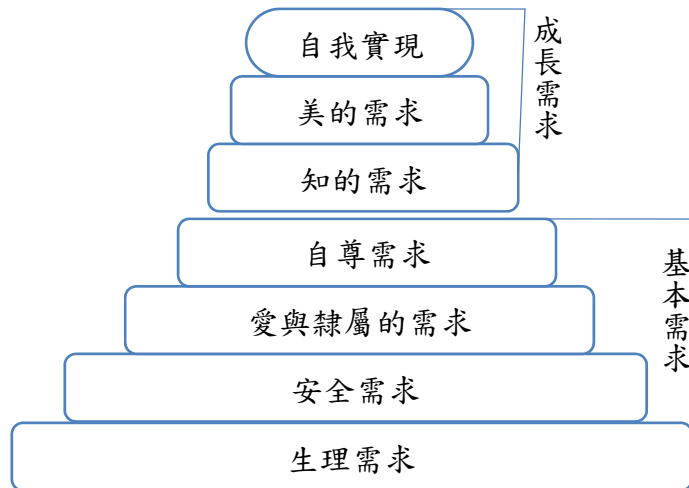 自我實現
美的需求
知的需求
成長需求
自尊需求
愛與隸屬的需求
安全需求
生理需求
基本需求